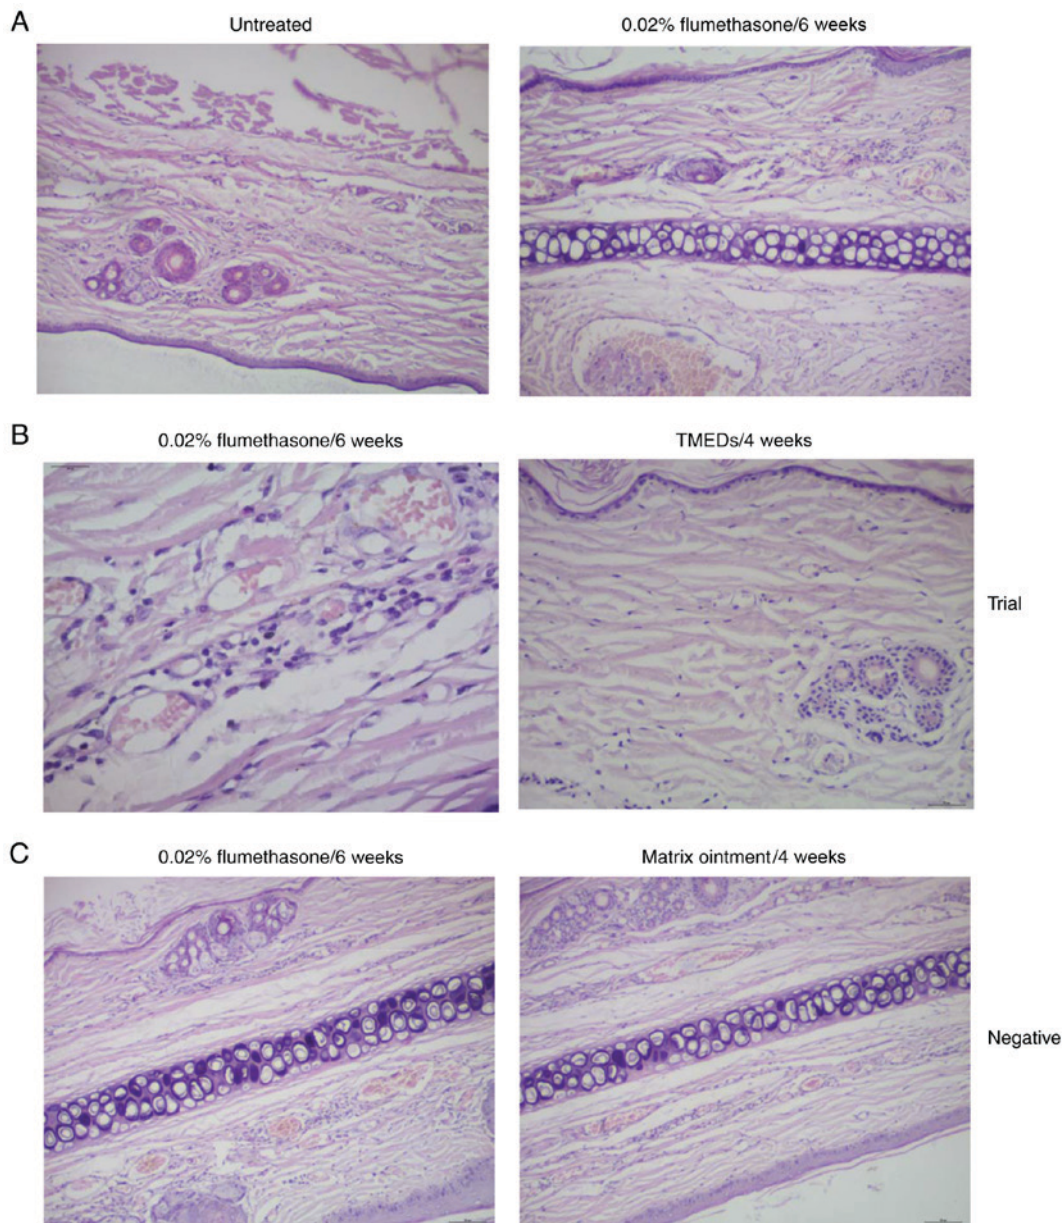 A
Untreated
0.02% flumethasone/6 weeks
B
0.02% flumethasone/6 weeks
TMEDs/4 weeks
Trial
C
0.02% flumethasone/6 weeks
Matrix ointment/4 weeks
Negative